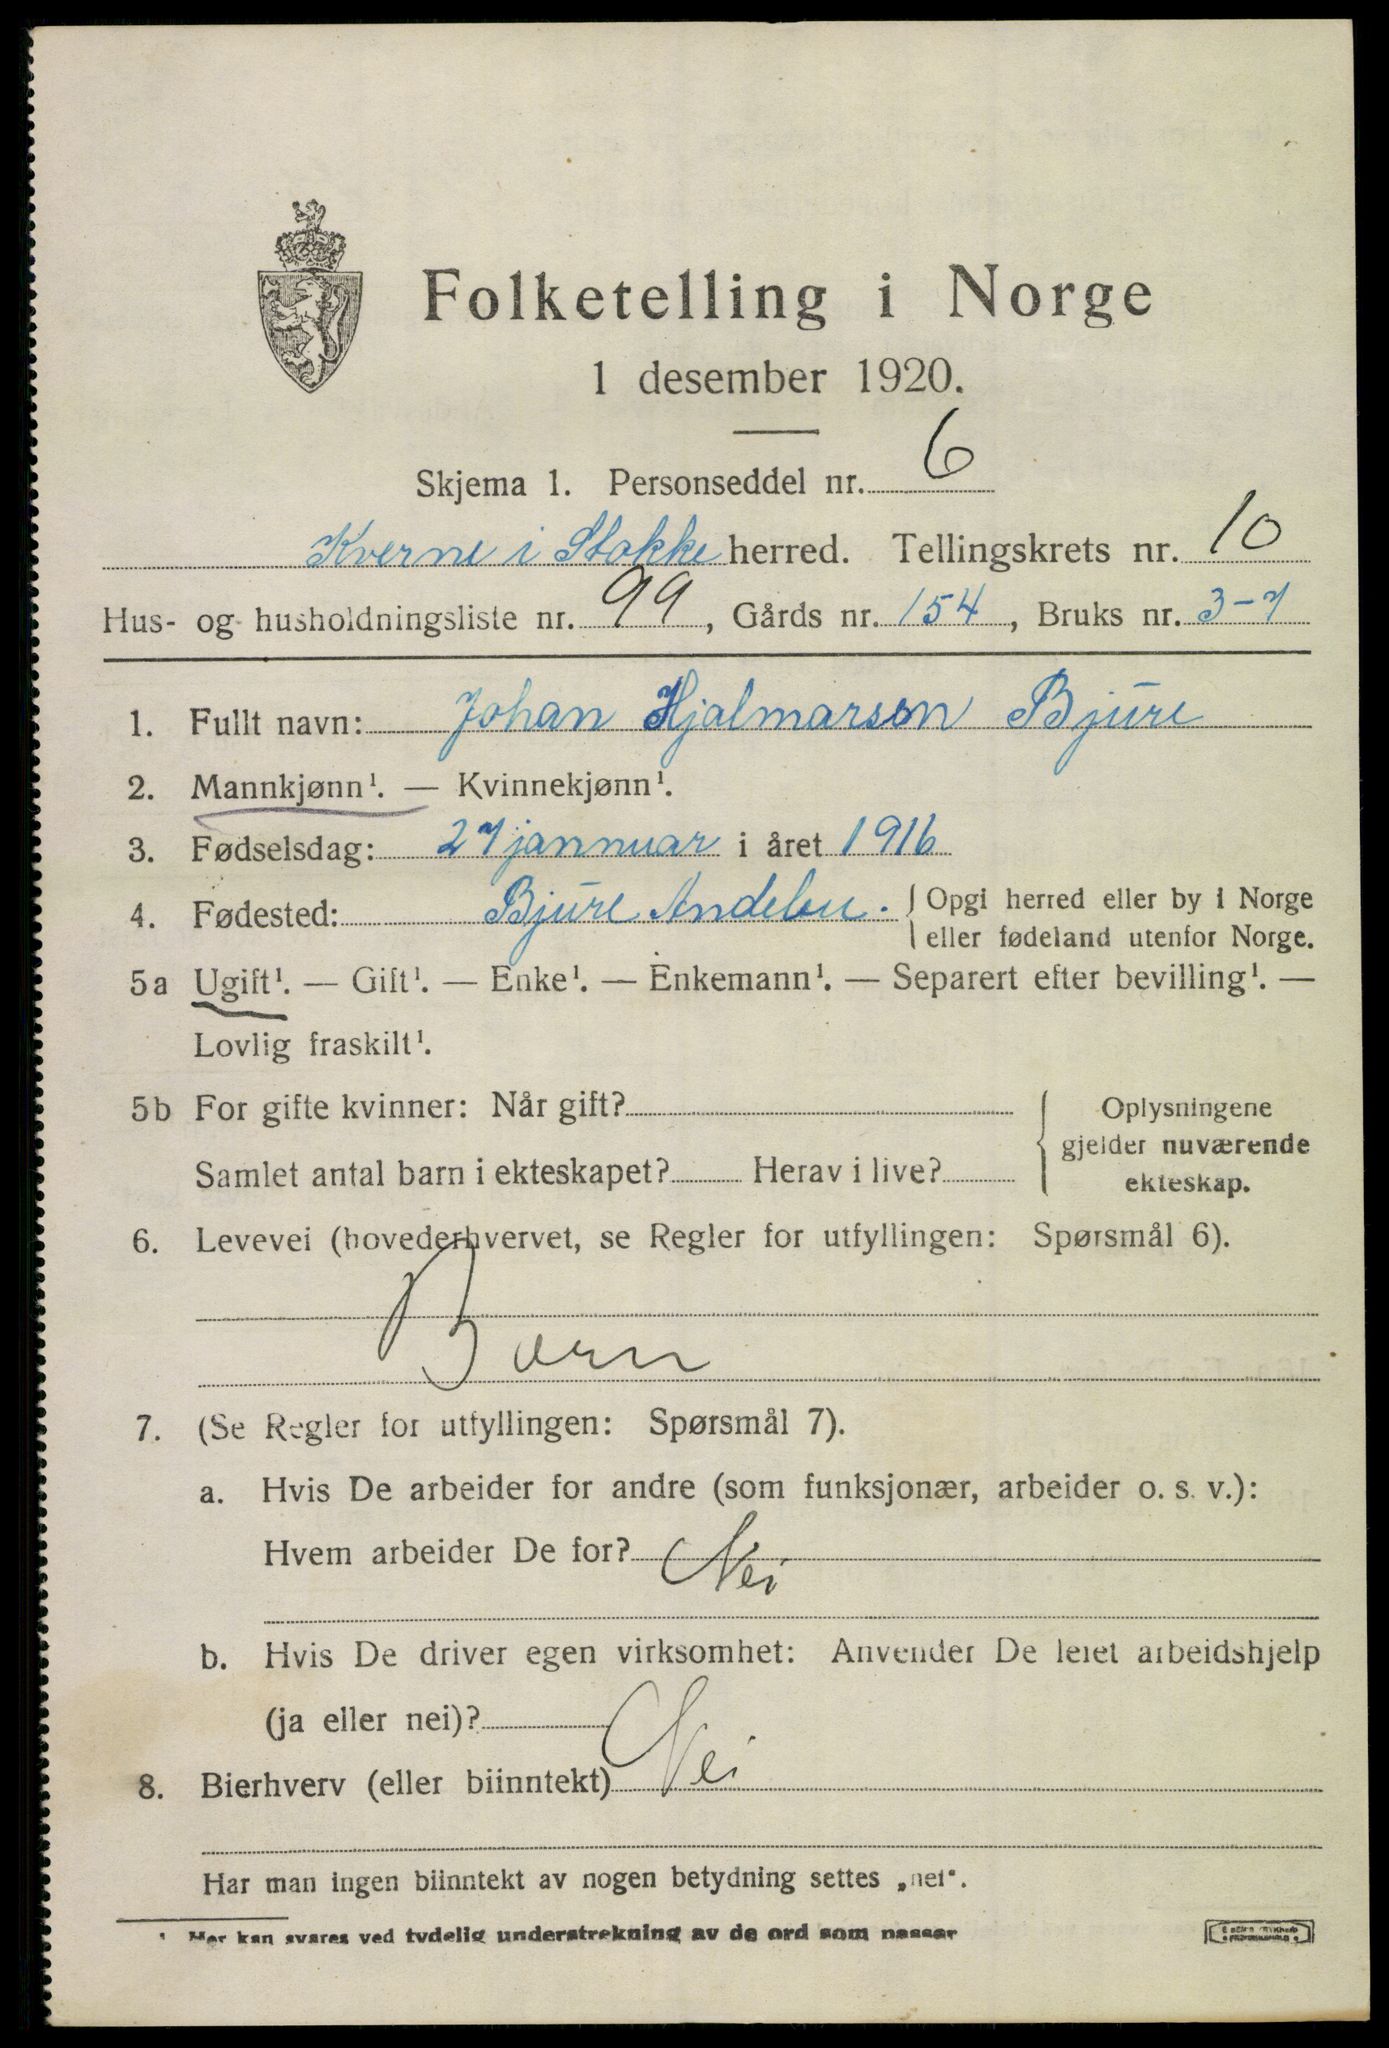 Folketelling i Norge
1 desember 1920.
Skjema 1. Personseddel nr. 6
Kverne i Stokke herred. Tellingskrets nr. 10
Hus- og husholdningsliste nr. 99, Gårds nr. 154, Bruks nr. 3-7
1. Fullt navn: Johan Hjalmarson Bjüre
2. Mannkjønn¹. — Kvinnekjønn¹.
3. Fødselsdag: 27 jannuar i året 1916
4. Fødested: Bjüre Andebu. Opgi herred eller by i Norge
eller fødeland utenfor Norge.
5a Ugift¹. — Gift¹. — Enke¹. — Enkemann¹. — Separert efter bevilling¹. —
Lovlig fraskilt¹.
5b For gifte kvinner: Når gift? Oplysningene
gjelder nuværende
Samlet antal barn i ekteskapet? Herav i live? ekteskap.
6. Levevei (hovederhvervet, se Regler for utfyllingen: Spørsmål 6).
Barn
7. (Se Regler for utfyllingen: Spørsmål 7).
a. Hvis De arbeider for andre (som funksjonær, arbeider o. s. v.):
Hvem arbeider De for? Nei
b. Hvis De driver egen virksomhet: Anvender De leiet arbeidshjelp
(ja eller nei)?
8. Bierhverv (eller biinntekt) Nei
Har man ingen biinntekt av nogen betydning settes „nei“.
¹ Her kan svares ved tydelig understrekning av de ord som passer